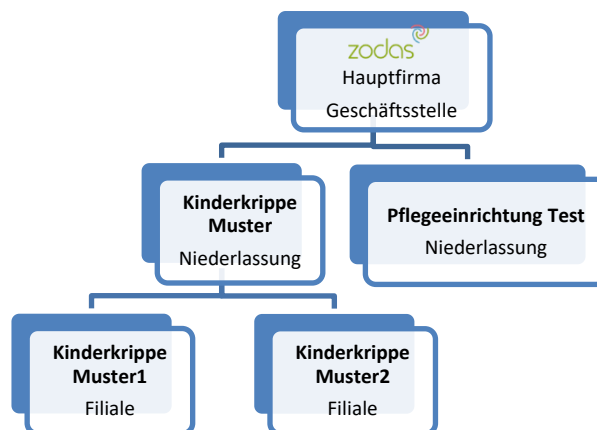 zodas
Hauptfirma
Geschäftsstelle
Kinderkrippe
Muster
Niederlassung
Pflegeeinrichtung Test
Niederlassung
Kinderkrippe
Muster1
Filiale
Kinderkrippe
Muster2
Filiale